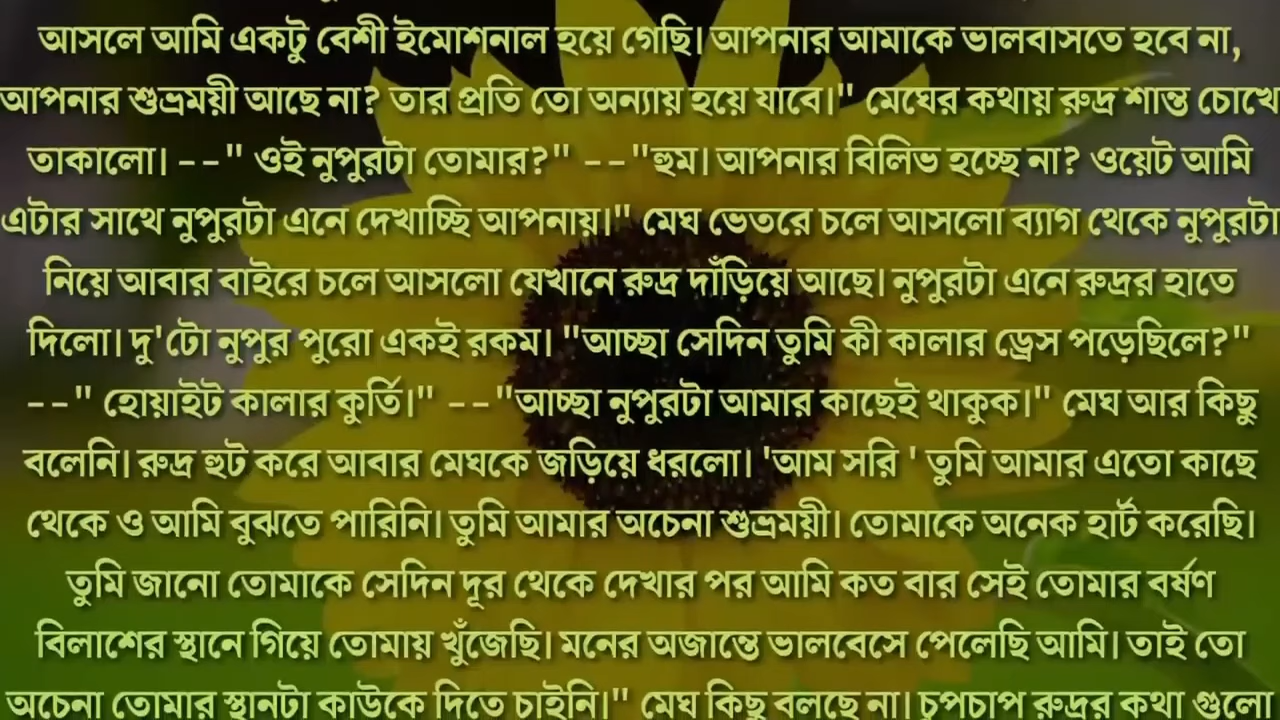 আসলে আমি একটু বেশী ইমোশনাল হয়ে গেছি। আপনার আমাকে ভালবাসতে হবে না,
আপনার শুভ্রময়ী আছে না? তার প্রতি তো অন্যায় হয়ে যাবে।" মেঘের কথায় রুদ্র শান্ত চোখে
তাকালো। --" ওই নুপুরটা তোমার?" --"হুম। আপনার বিলিভ হচ্ছে না? ওয়েট আমি
এটার সাথে নুপুরটা এনে দেখাচ্ছি আপনায়।" মেঘ ভেতরে চলে আসলো ব্যাগ থেকে নুপুরটা
নিয়ে আবার বাইরে চলে আসলো যেখানে রুদ্র দাঁড়িয়ে আছে। নুপুরটা এনে রুদ্রর হাতে
দিলো। দু'টো নুপুর পুরো একই রকম। "আচ্ছা সেদিন তুমি কী কালার ড্রেস পড়েছিলে?"
--" হোয়াইট কালার কুর্তি।" --"আচ্ছা নুপুরটা আমার কাছেই থাকুক।" মেঘ আর কিছু
বলেনি। রুদ্র হুট করে আবার মেঘকে জড়িয়ে ধরলো। 'আম সরি ' তুমি আমার এতো কাছে
থেকে ও আমি বুঝতে পারিনি। তুমি আমার অচেনা শুভ্রময়ী। তোমাকে অনেক হার্ট করেছি।
তুমি জানো তোমাকে সেদিন দূর থেকে দেখার পর আমি কত বার সেই তোমার বর্ষণ
বিলাশের স্থানে গিয়ে তোমায় খুঁজেছি। মনের অজান্তে ভালবেসে পেলেছি আমি। তাই তো
অচেনা তোমার স্থানটা কাউকে দিতে চাইনি।" মেঘ কিছু বলছে না। চুপচাপ রুদ্রর কথা গুলো